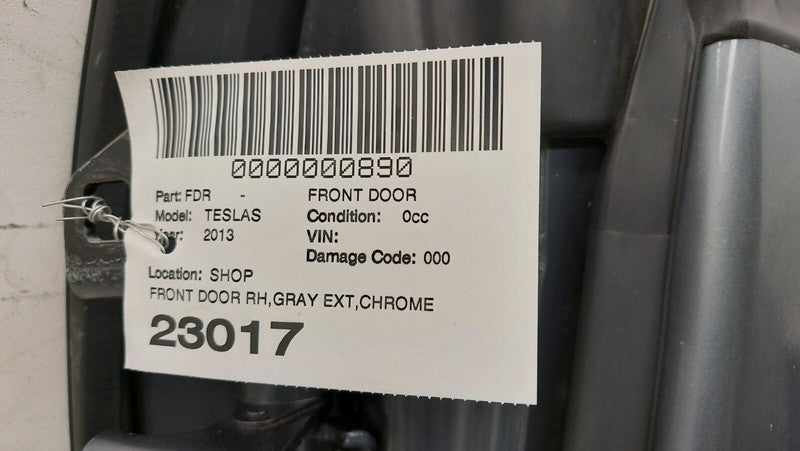 0000000890
Part: FDR - FRONT DOOR
Model: TESLAS Condition: 0cc
2013 VIN:
Damage Code: 000
Location: SHOP
FRONT DOOR RH,GRAY EXT,CHROME
23017